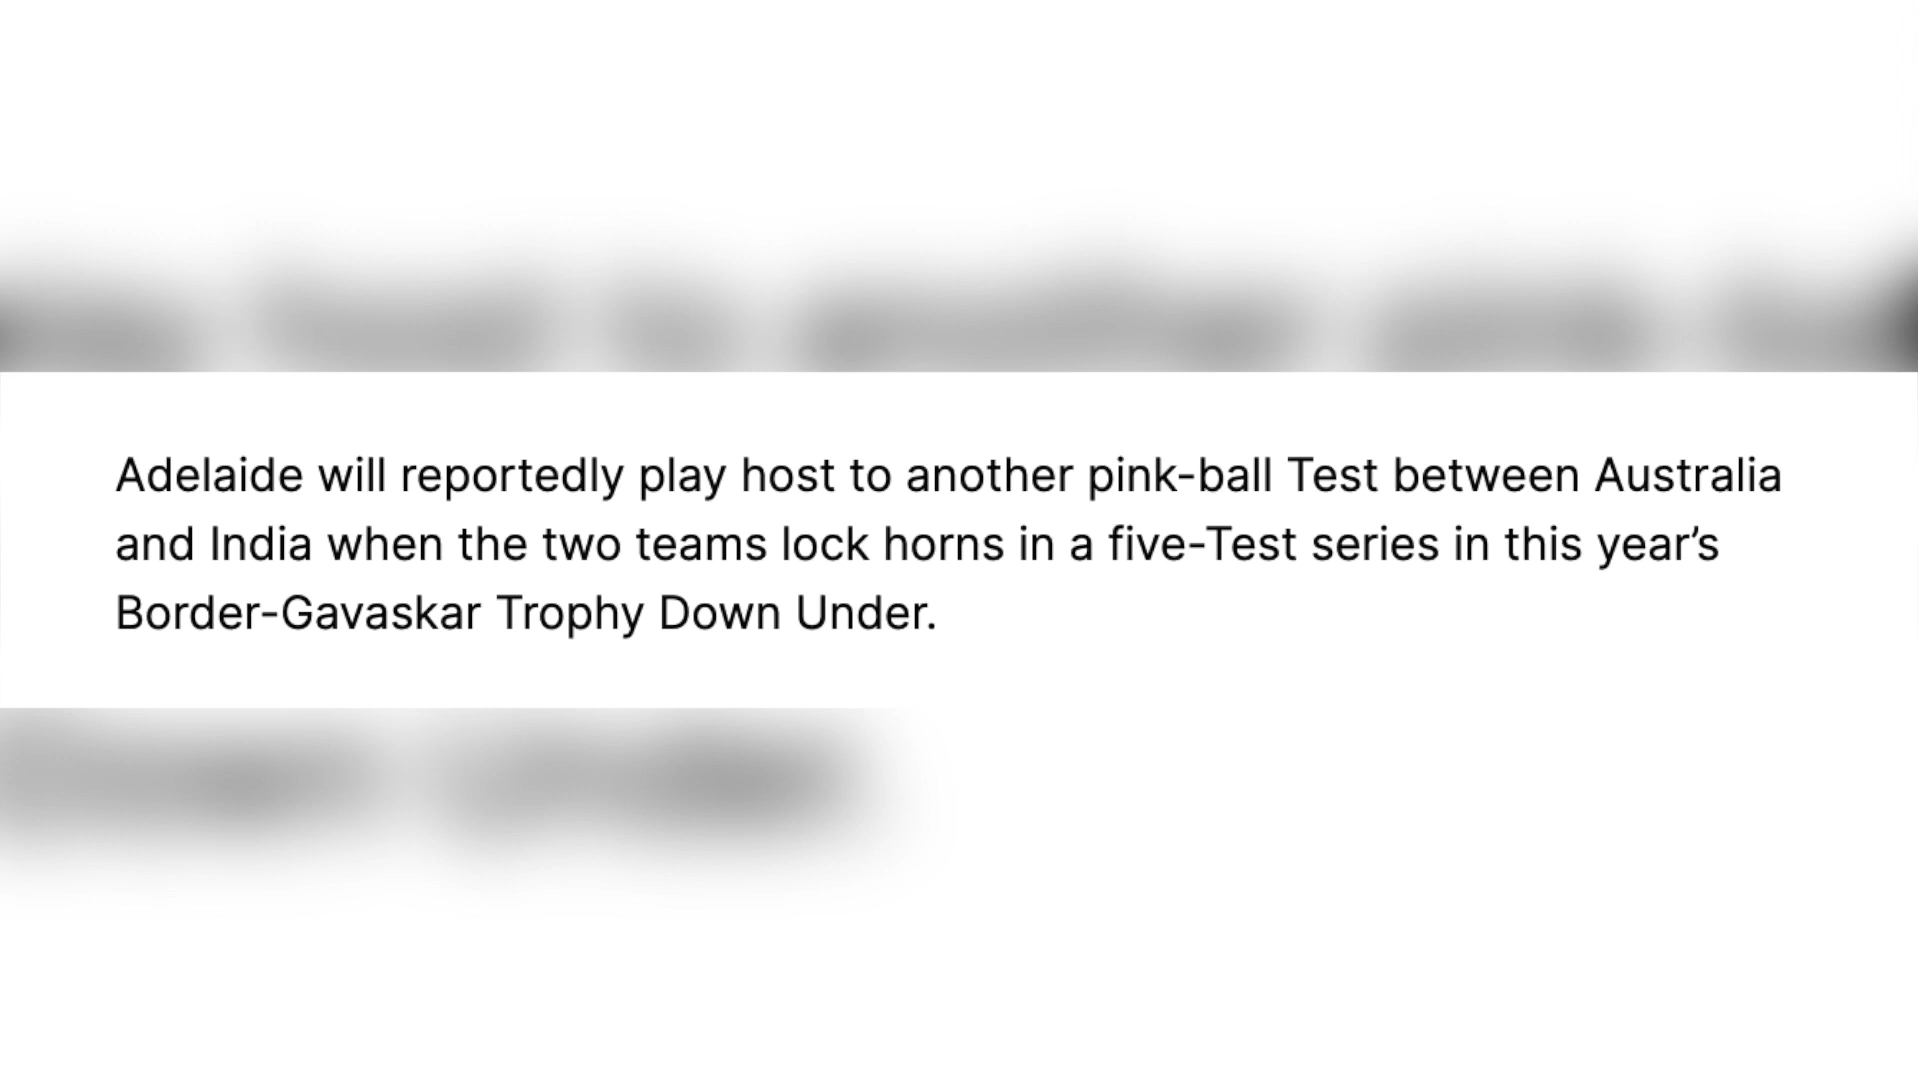 Adelaide will reportedly play host to another pink-ball Test between Australia
and India when the two teams lock horns in a five-Test series in this year’s
Border-Gavaskar Trophy Down Under.